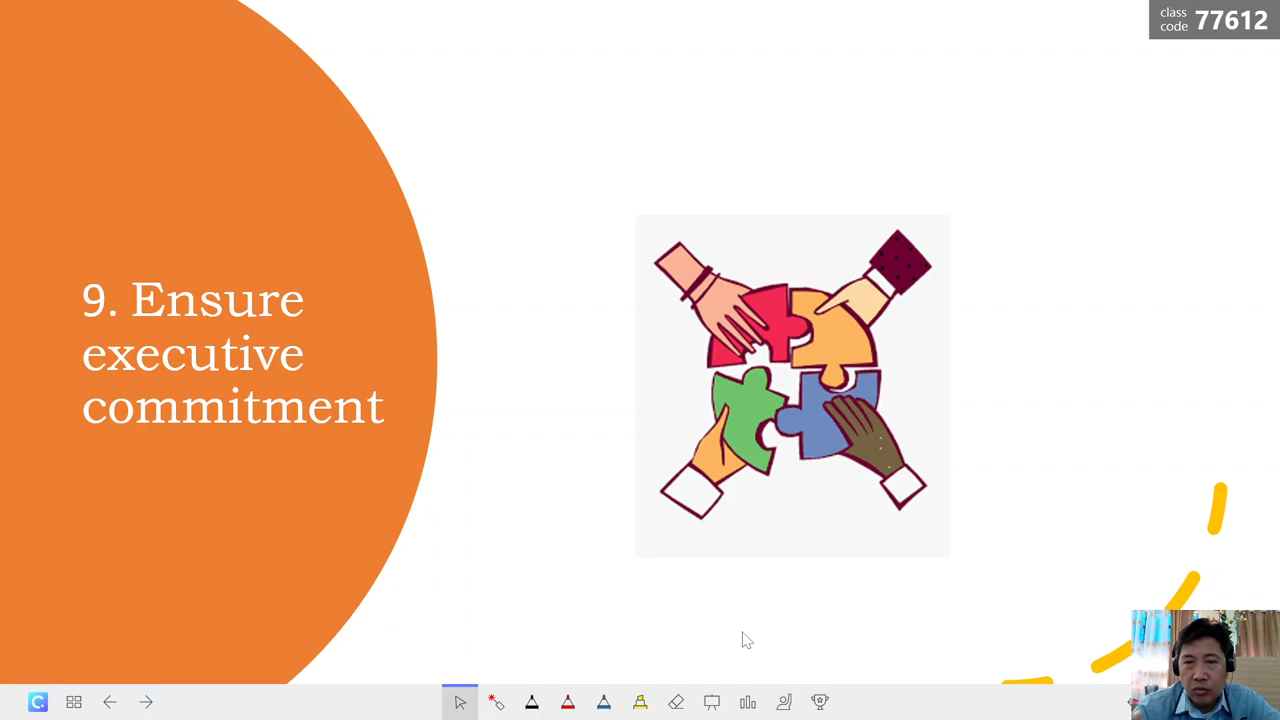 class
code 77612
9. Ensure
executive
commitment